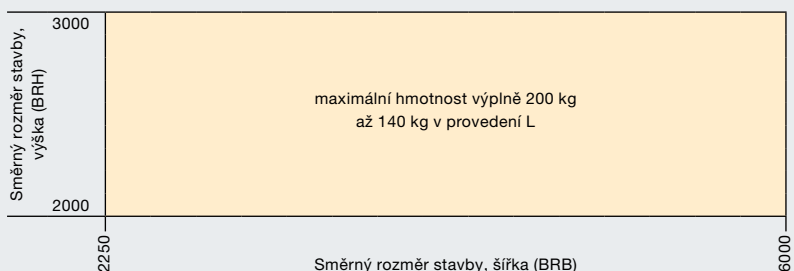 3000
Směrný rozměr stavby,
výška (BRH)
maximální hmotnost výplně 200 kg
až 140 kg v provedení L
2000
2250
Směrný rozměr stavby, šířka (BRB)
6000